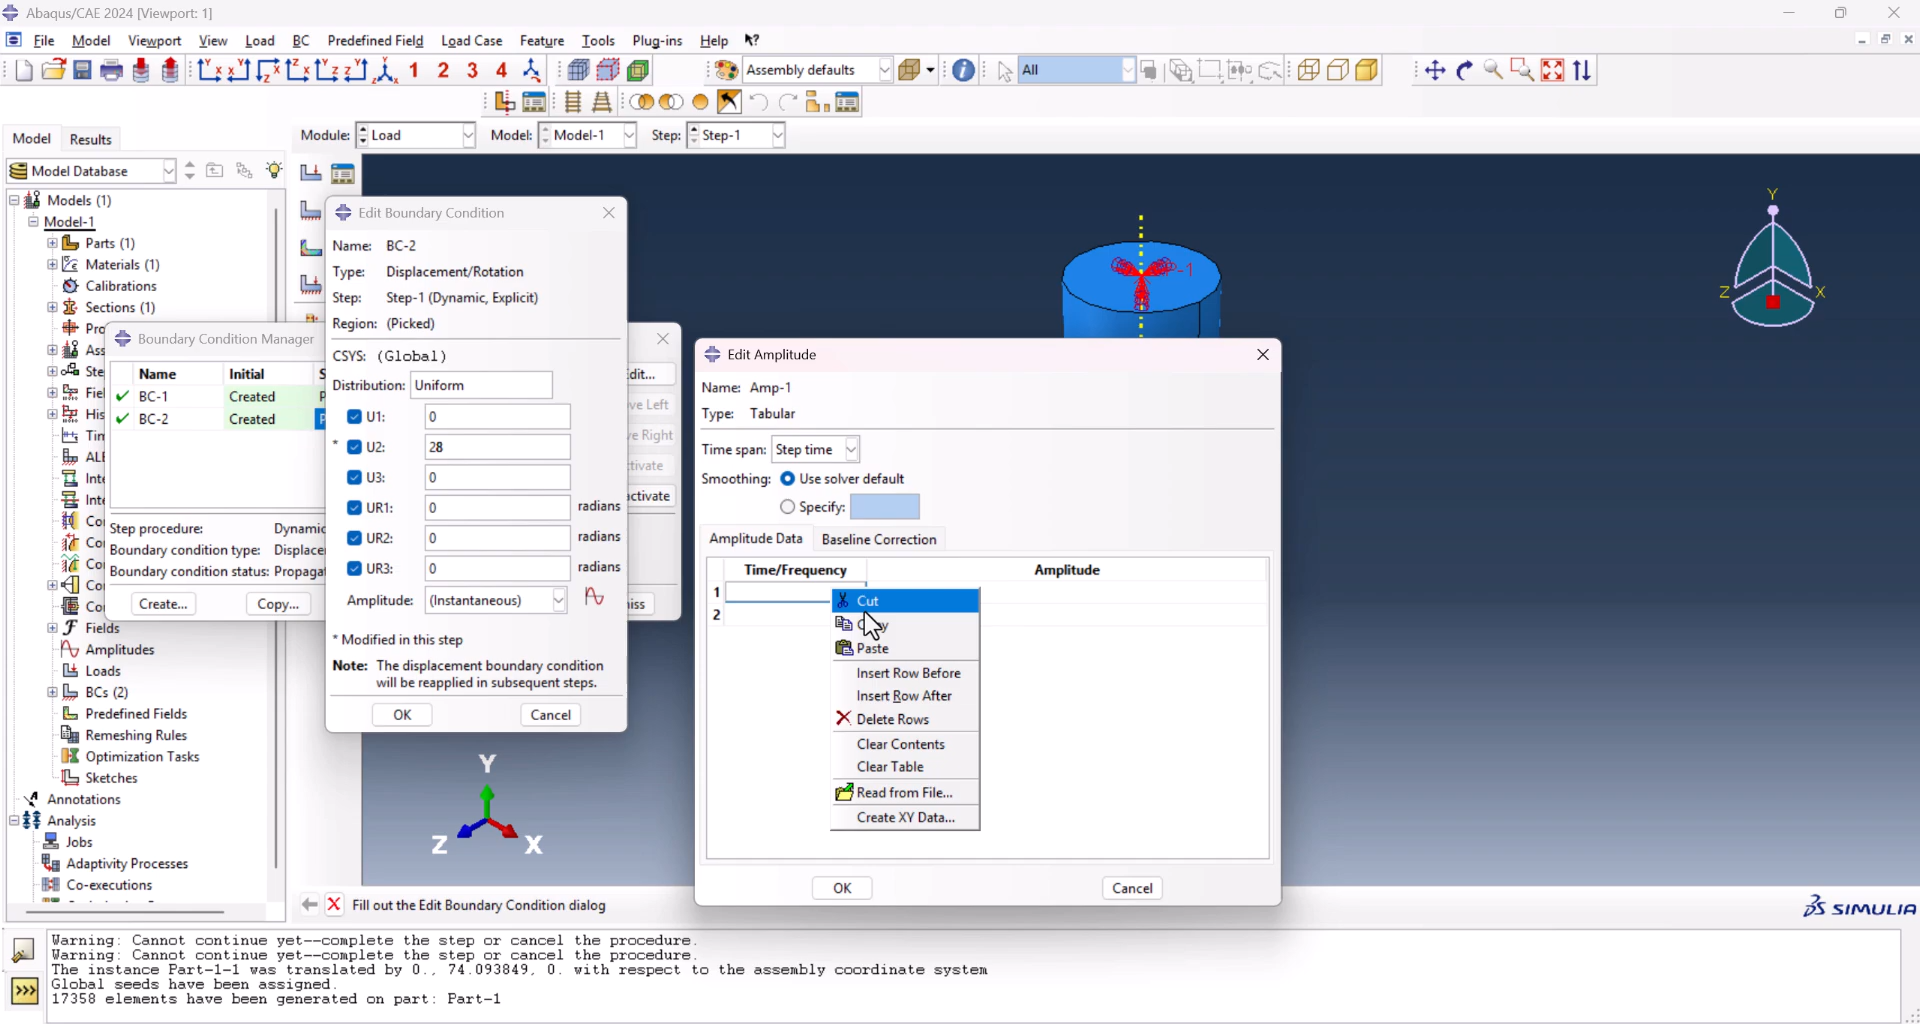 Abaqus/CAE 2024 [Viewport: 1]
File Model Viewport View Load BC Predefined Field Load Case Feature Tools Plug-ins Help
1 2 3 4 Assembly defaults All
Model Results
Module: Load Model: Model-1 Step: Step-1
Model Database
Models (1)
Model-1
Parts (1)
Materials (1)
Calibrations
Sections (1)
Fields
Amplitudes
Loads
BCs (2)
Predefined Fields
Remeshing Rules
Optimization Tasks
Sketches
Annotations
Analysis
Jobs
Adaptivity Processes
Co-executions
Boundary Condition Manager
Name Initial
BC-1 Created
BC-2 Created
Step procedure: Dynamic
Boundary condition type: Displace
Boundary condition status: Propagat
Create... Copy...
Edit Boundary Condition
Name: BC-2
Type: Displacement/Rotation
Step: Step-1 (Dynamic, Explicit)
Region: (Picked)
CSYS: (Global)
Distribution: Uniform
U1: 0
* U2: 28
U3: 0
UR1: 0 radians
UR2: 0 radians
UR3: 0 radians
Amplitude: (Instantaneous)
* Modified in this step
Note: The displacement boundary condition
will be reapplied in subsequent steps.
OK Cancel
Edit Amplitude
Name: Amp-1
Type: Tabular
Time span: Step time
Smoothing: Use solver default
Specify:
Amplitude Data Baseline Correction
Time/Frequency Amplitude
1
2
Cut
Paste
Insert Row Before
Insert Row After
Delete Rows
Clear Contents
Clear Table
Read from File...
Create XY Data...
OK Cancel
Y
Z X
Y
Z X
Fill out the Edit Boundary Condition dialog
SIMULIA
Warning: Cannot continue yet--complete the step or cancel the procedure.
Warning: Cannot continue yet--complete the step or cancel the procedure.
The instance Part-1-1 was translated by 0., 74.093849, 0. with respect to the assembly coordinate system
Global seeds have been assigned.
17358 elements have been generated on part: Part-1